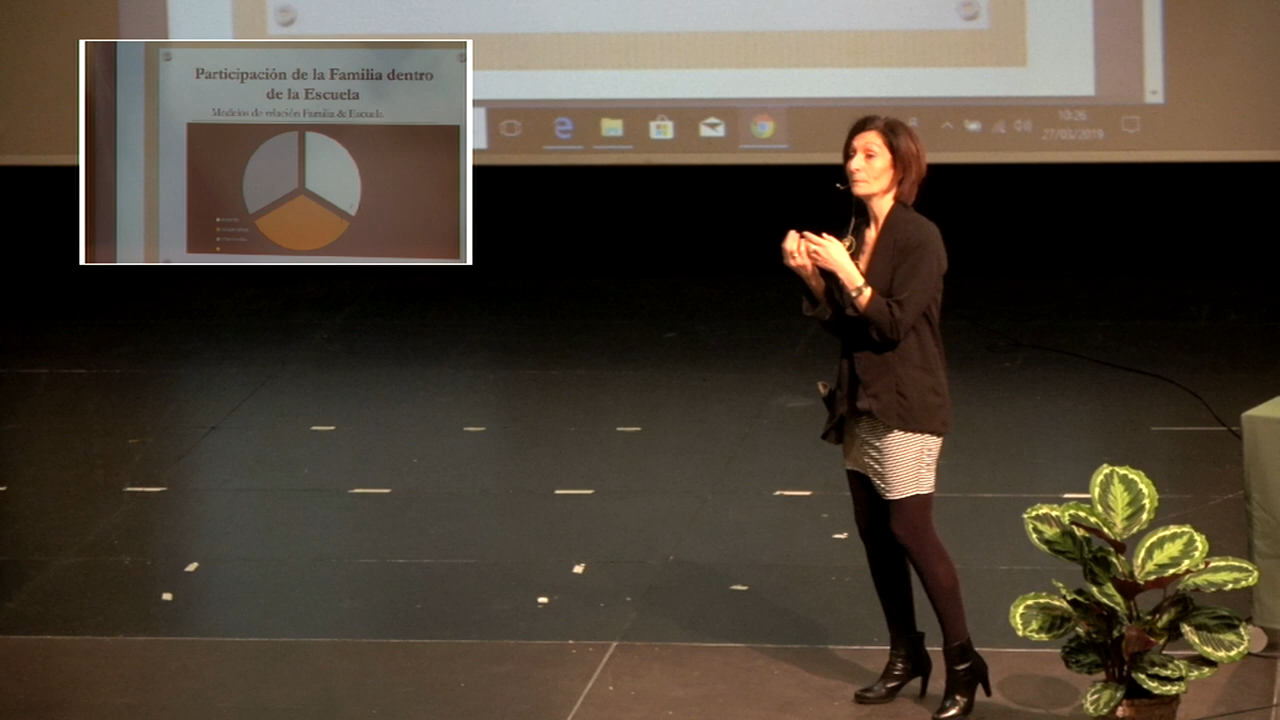 Participación de la Familia dentro
de la Escuela
Modelos de relación Familia & Escuela
10:26
27/03/2019